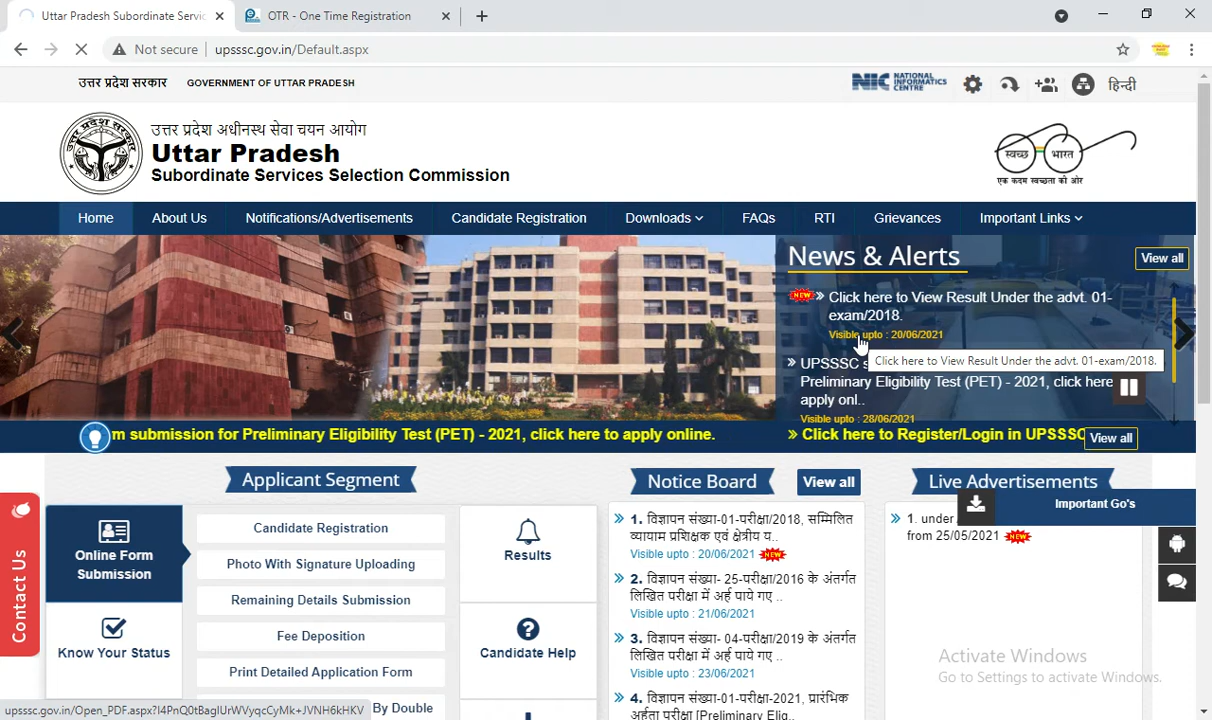 Uttar Pradesh Subordinate Servic
OTR - One Time Registration
Not secure
upsssc.gov.in/Default.aspx
उत्तर प्रदेश सरकार
GOVERNMENT OF UTTAR PRADESH
NIC NATIONAL INFORMATICS CENTRE
हिन्दी
उत्तर प्रदेश अधीनस्थ सेवा चयन आयोग
Uttar Pradesh
Subordinate Services Selection Commission
स्वच्छ भारत
एक कदम स्वच्छता की ओर
Home
About Us
Notifications/Advertisements
Candidate Registration
Downloads
FAQs
RTI
Grievances
Important Links
News & Alerts
View all
NEW » Click here to View Result Under the advt. 01-
exam/2018.
Visible upto : 20/06/2021
Click here to View Result Under the advt. 01-exam/2018.
» UPSSSC s
Preliminary Eligibility Test (PET) - 2021, click here
apply onl..
Visible upto : 28/06/2021
m submission for Preliminary Eligibility Test (PET) - 2021, click here to apply online.
» Click here to Register/Login in UPSSSC
View all
Applicant Segment
Notice Board
View all
Live Advertisements
Important Go's
Online Form
Submission
Know Your Status
Candidate Registration
Photo With Signature Uploading
Remaining Details Submission
Fee Deposition
Print Detailed Application Form
By Double
Results
Candidate Help
» 1. विज्ञापन संख्या-01-परीक्षा/2018, सम्मिलित
व्यायाम प्रशिक्षक एवं क्षेत्रीय य..
Visible upto : 20/06/2021 NEW
» 2. विज्ञापन संख्या- 25-परीक्षा/2016 के अंतर्गत
लिखित परीक्षा में अर्ह पाये गए ..
Visible upto : 21/06/2021
» 3. विज्ञापन संख्या- 04-परीक्षा/2019 के अंतर्गत
लिखित परीक्षा में अर्ह पाये गए ..
Visible upto : 23/06/2021
» 4. विज्ञापन संख्या-01-परीक्षा-2021, प्रारंभिक
अर्हता परीक्षा [Preliminary Elig..
» 1. under
from 25/05/2021 NEW
Contact Us
Activate Windows
Go to Settings to activate Windows.
upsssc.gov.in/Open_PDF.aspx?I4PnQ0tBagIUrWVyqcCyMk+JVNH6kHKV